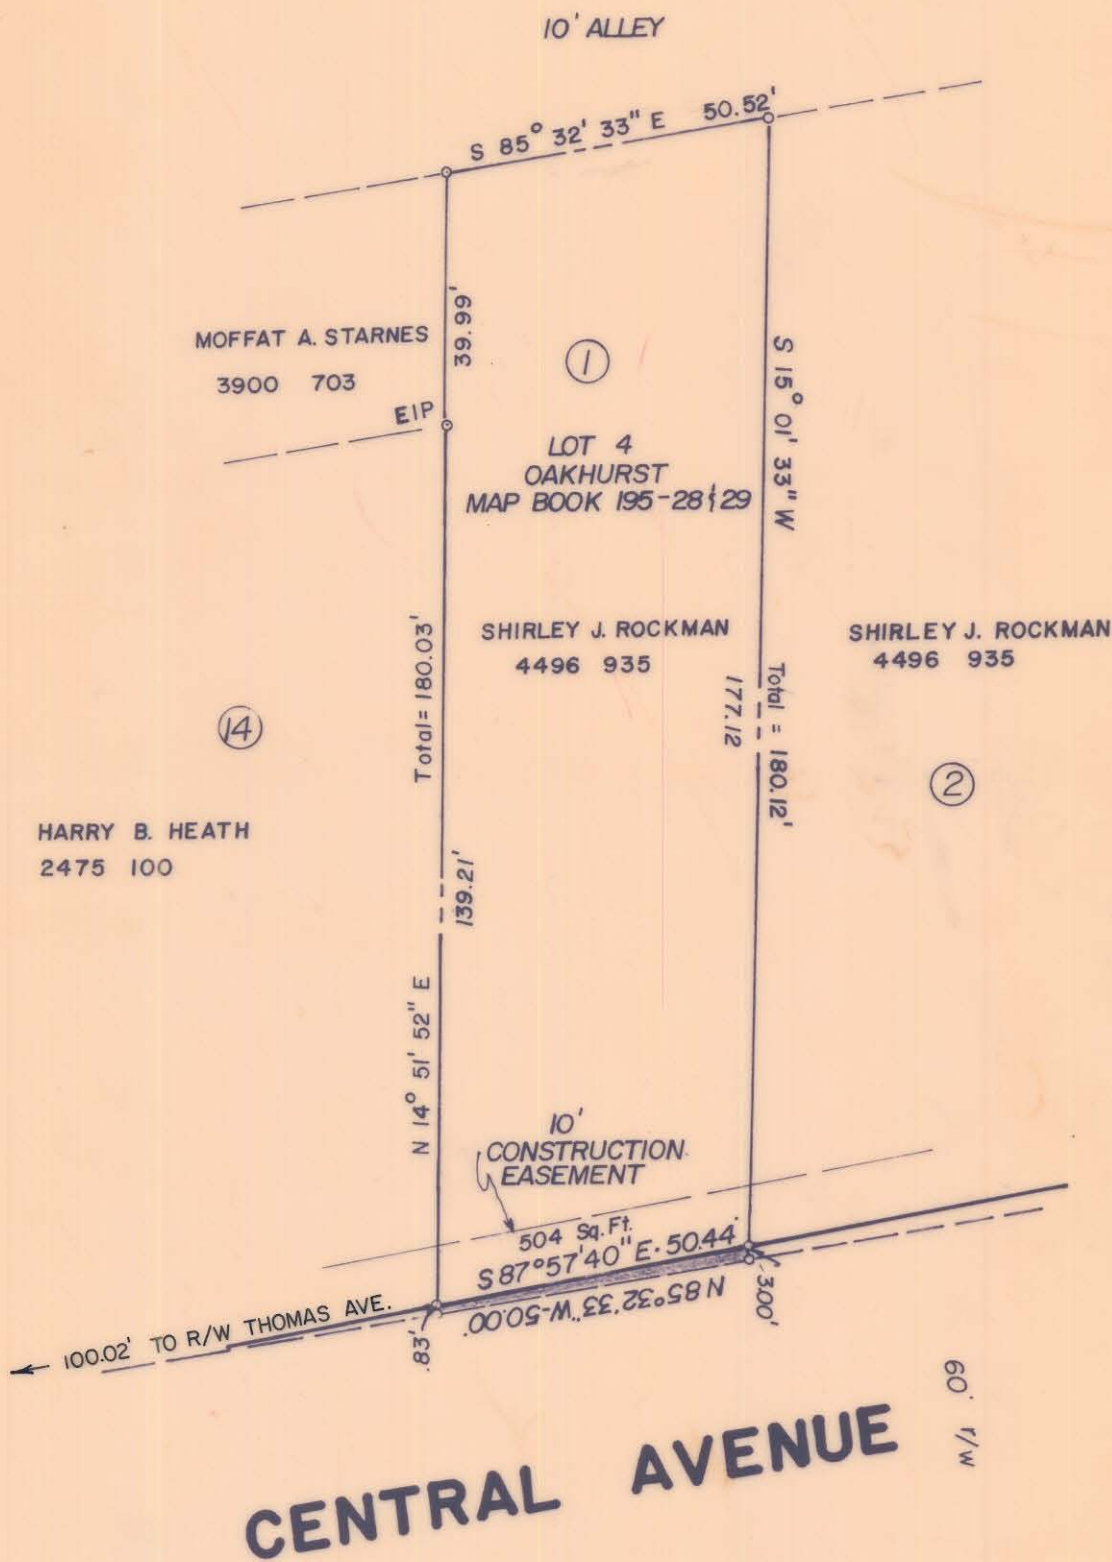 10' ALLEY
S 85° 32' 33" E 50.52'
39.99'
MOFFAT A. STARNES
3900 703
EIP
1
LOT 4
OAKHURST
MAP BOOK 195-28&29
S 15° 01' 33" W
SHIRLEY J. ROCKMAN
4496 935
SHIRLEY J. ROCKMAN
4496 935
Total = 180.03'
177.12
Total = 180.12'
14
2
HARRY B. HEATH
2475 100
139.21'
N 14° 51' 52" E
10'
CONSTRUCTION
EASEMENT
504 Sq.Ft.
S 87°57'40" E - 50.44'
N 85°32'33" W-50.00'
.83'
3.00'
100.02' TO R/W THOMAS AVE.
60' r/w
CENTRAL AVENUE